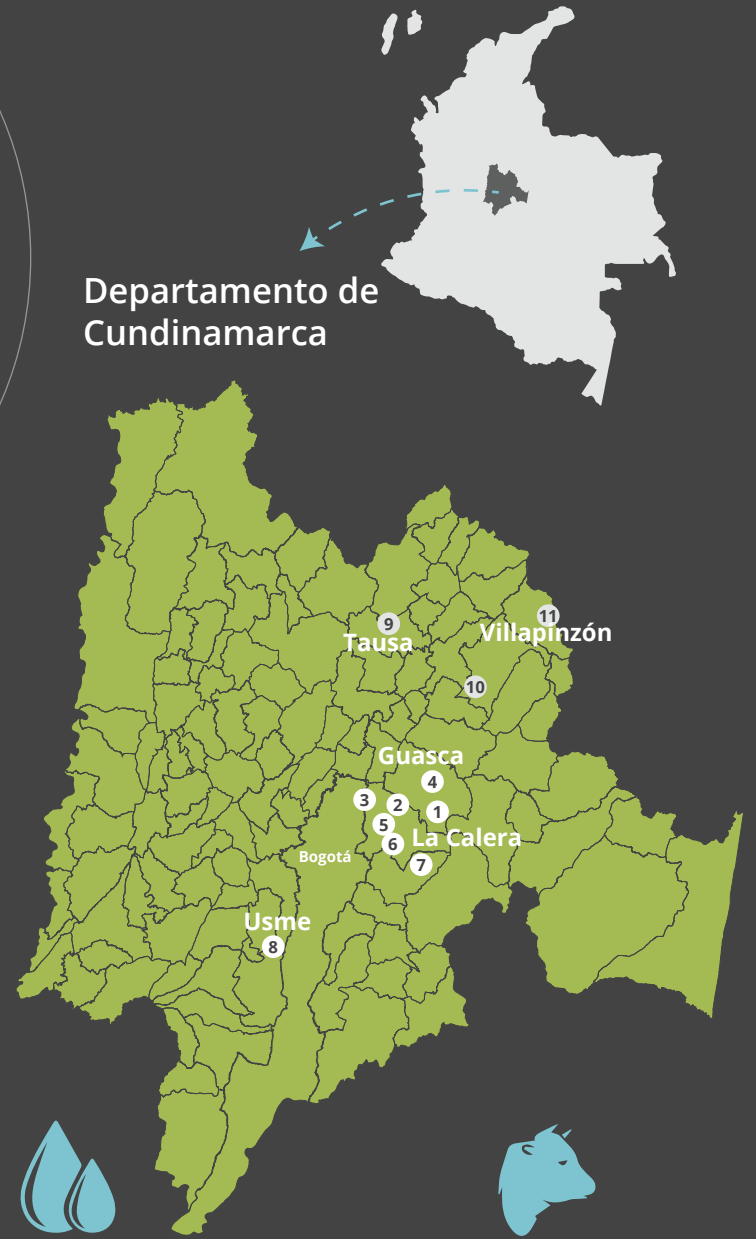 Departamento de
Cundinamarca
11
9
Villapinzón
Tausa
10
Guasca
4
3
2
1
5
La Calera
6
Bogotá
7
Usme
8